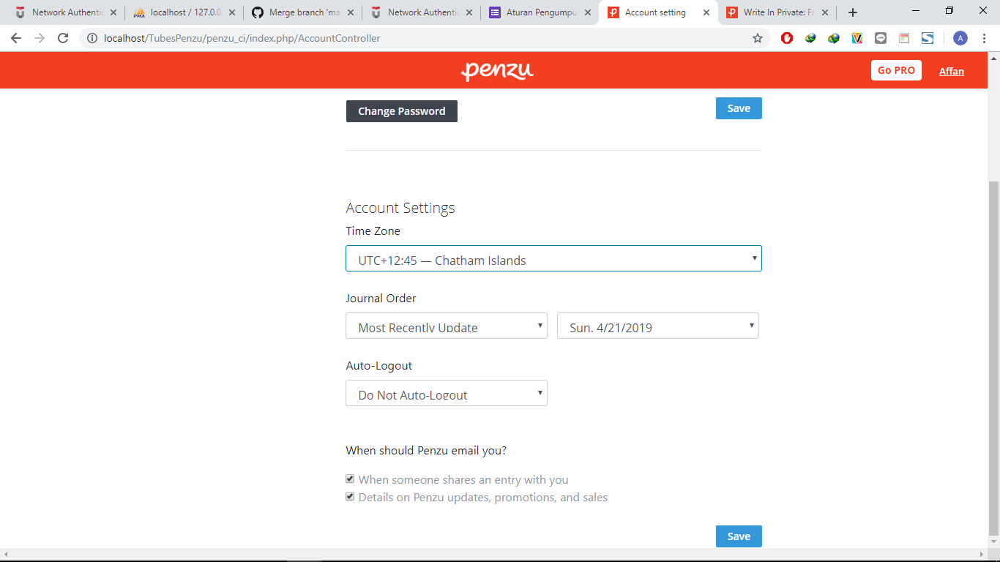 Network Authentic
localhost / 127.0.0.
Merge branch 'ma
Network Authentic
Aturan Pengumpul
Account setting
Write In Private: Fr
localhost/TubesPenzu/penzu_ci/index.php/AccountController
A
penzu
Go PRO
Affan
Change Password
Save
Account Settings
Time Zone
UTC+12:45 — Chatham Islands
Journal Order
Most Recently Update
Sun. 4/21/2019
Auto-Logout
Do Not Auto-Logout
When should Penzu email you?
When someone shares an entry with you
Details on Penzu updates, promotions, and sales
Save